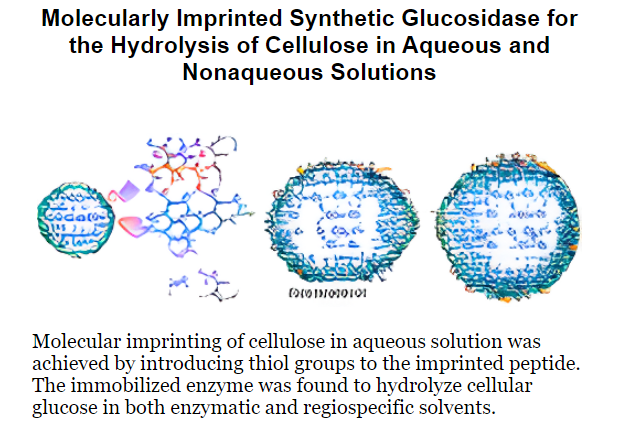 Molecularly Imprinted Synthetic Glucosidase for
the Hydrolysis of Cellulose in Aqueous and
Nonaqueous Solutions
Molecular imprinting of cellulose in aqueous solution was
achieved by introducing thiol groups to the imprinted peptide.
The immobilized enzyme was found to hydrolyze cellular
glucose in both enzymatic and regiospecific solvents.